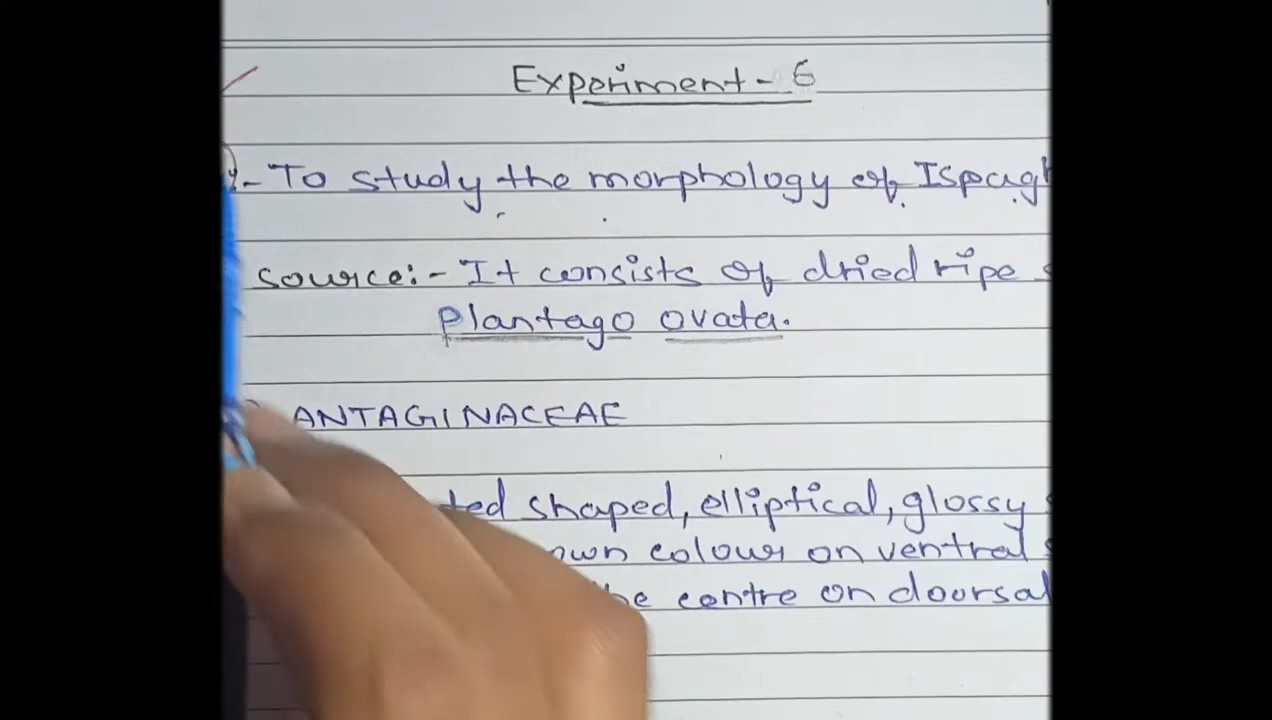 Experiment - 6
- To study the morphology of
source:- It consists of dried ripe
plantago ovata.
ANTAGINACEAE
shaped, elliptical, glossy
colour on ventral
centre on doorsal